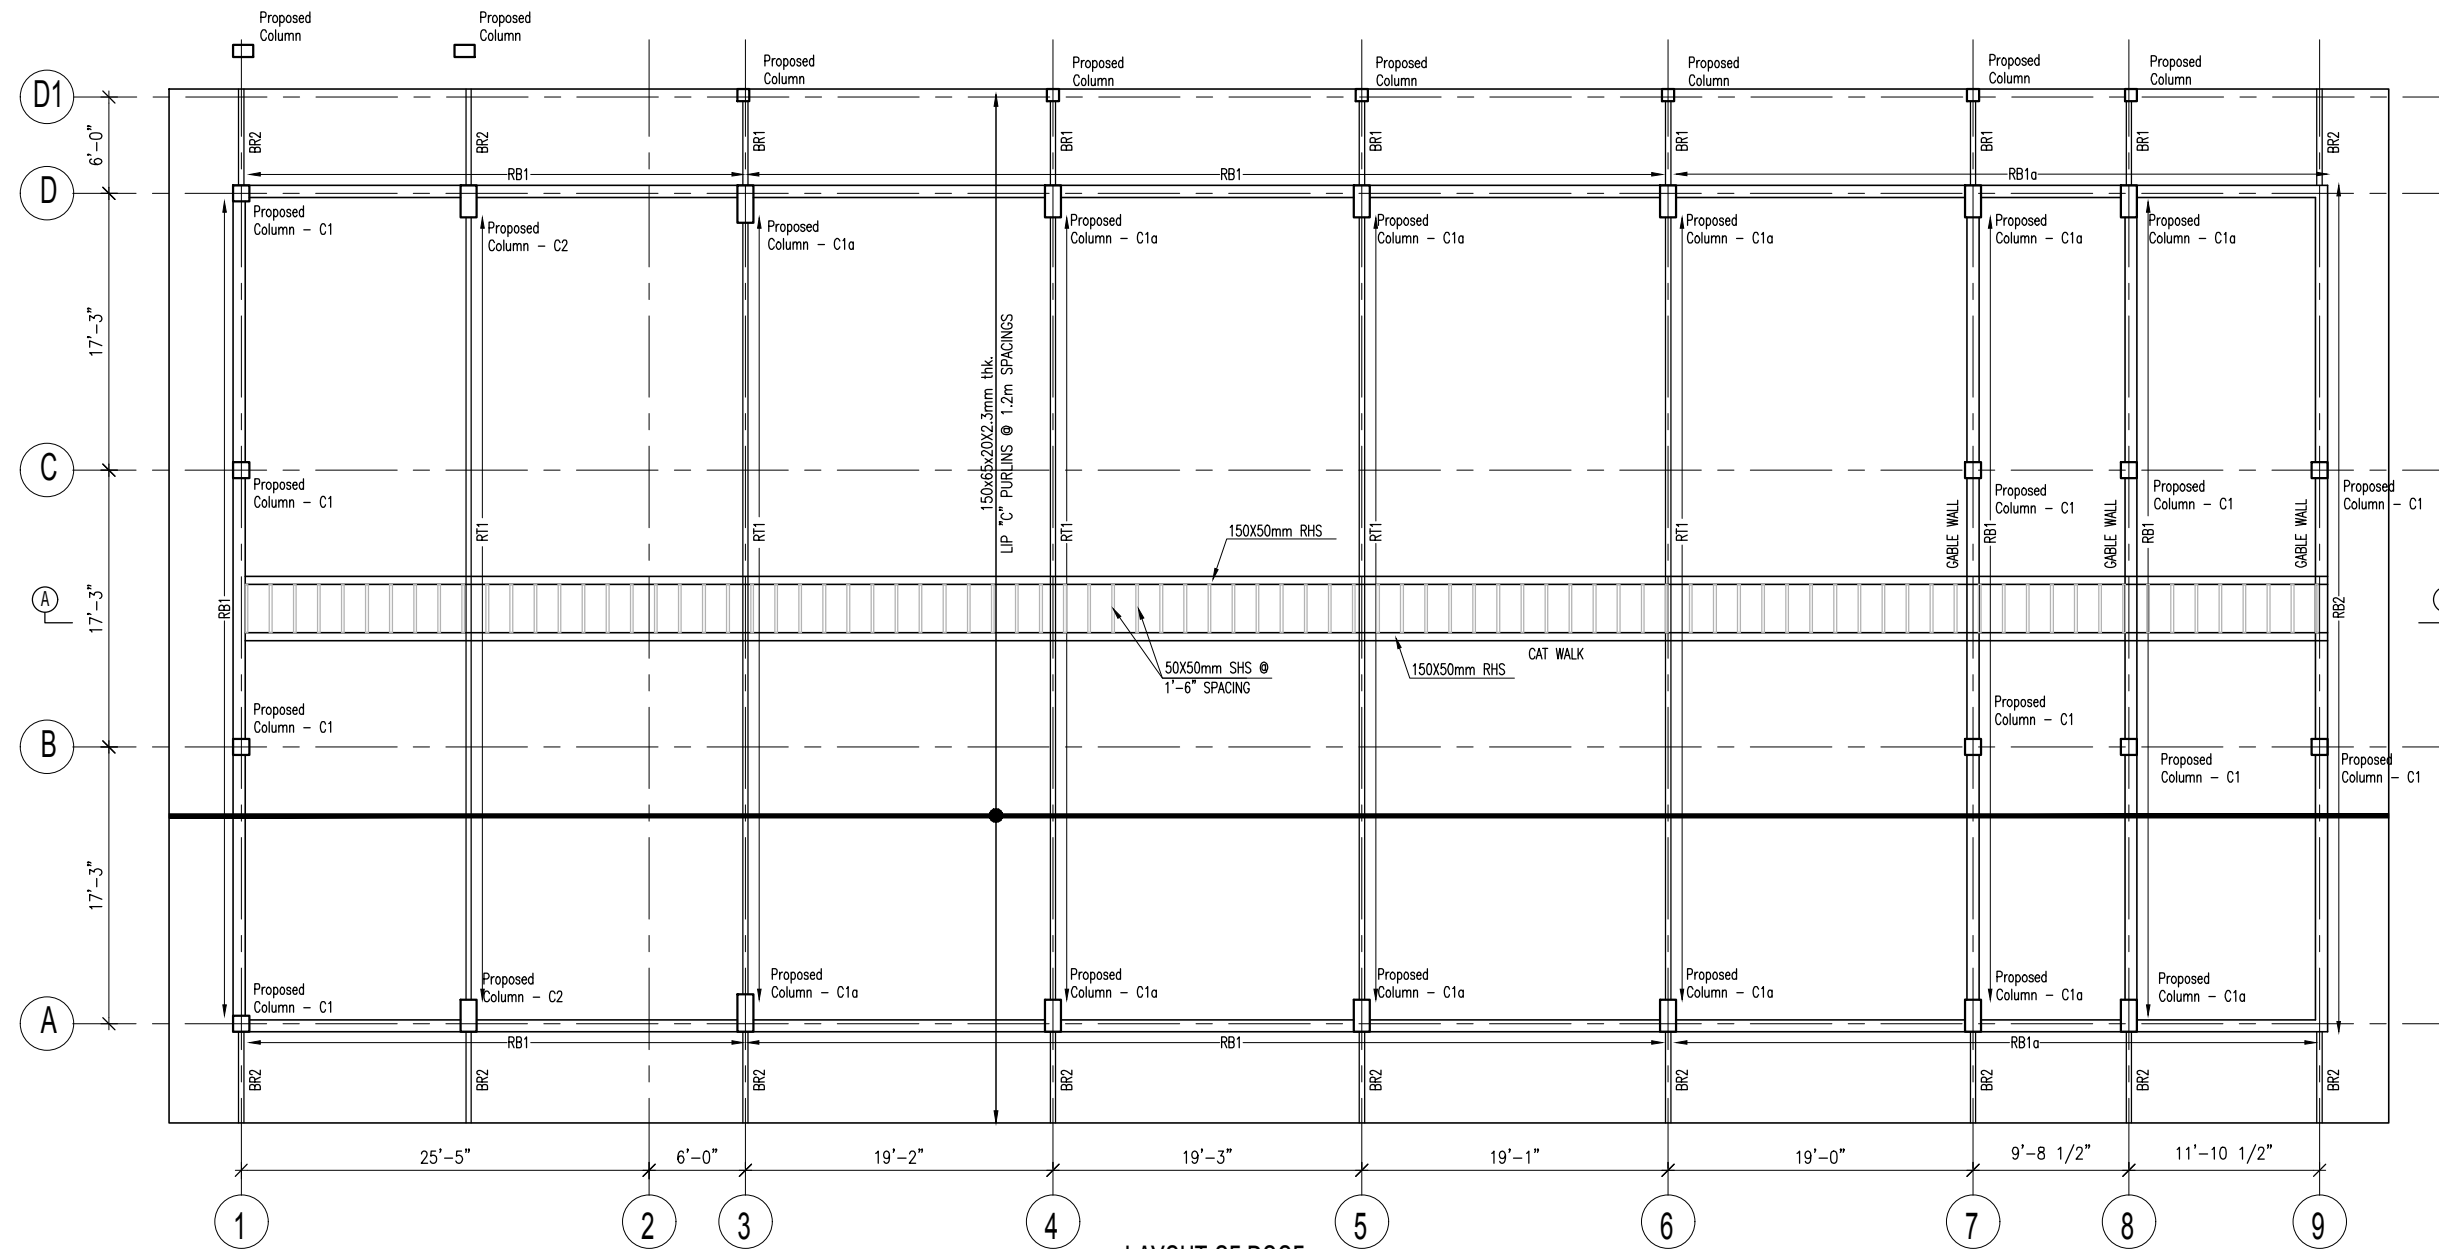 Proposed
Column
Proposed
Column
Proposed
Column
Proposed
Column
Proposed
Column
Proposed
Column
Proposed
Column
Proposed
Column
D1
6'-0"
BR2
BR2
BR1
BR1
BR1
BR1
BR1
BR1
BR2
RB1
RB1
RB1a
D
Proposed
Column - C1
Proposed
Column - C2
Proposed
Column - C1a
Proposed
Column - C1a
Proposed
Column - C1a
Proposed
Column - C1a
Proposed
Column - C1a
Proposed
Column - C1a
17'-3"
150x65x20X2.3mm thk.
LIP "C" PURLINS @ 1.2m SPACINGS
C
Proposed
Column - C1
Proposed
Column - C1
Proposed
Column - C1
Proposed
Column - C1
RT1
RT1
RT1
RT1
RT1
GABLE WALL
RB1
GABLE WALL
RB1
GABLE WALL
150X50mm RHS
A
17'-3"
RB1
RB2
50X50mm SHS @
1'-6" SPACING
150X50mm RHS
CAT WALK
B
Proposed
Column - C1
Proposed
Column - C1
Proposed
Column - C1
Proposed
Column - C1
17'-3"
Proposed
Column - C1
Proposed
Column - C2
Proposed
Column - C1a
Proposed
Column - C1a
Proposed
Column - C1a
Proposed
Column - C1a
Proposed
Column - C1a
Proposed
Column - C1a
A
RB1
RB1
RB1a
BR2
BR2
BR2
BR2
BR2
BR2
BR2
BR2
BR2
25'-5"
6'-0"
19'-2"
19'-3"
19'-1"
19'-0"
9'-8 1/2"
11'-10 1/2"
1
2
3
4
5
6
7
8
9
LAYOUT OF ROOF